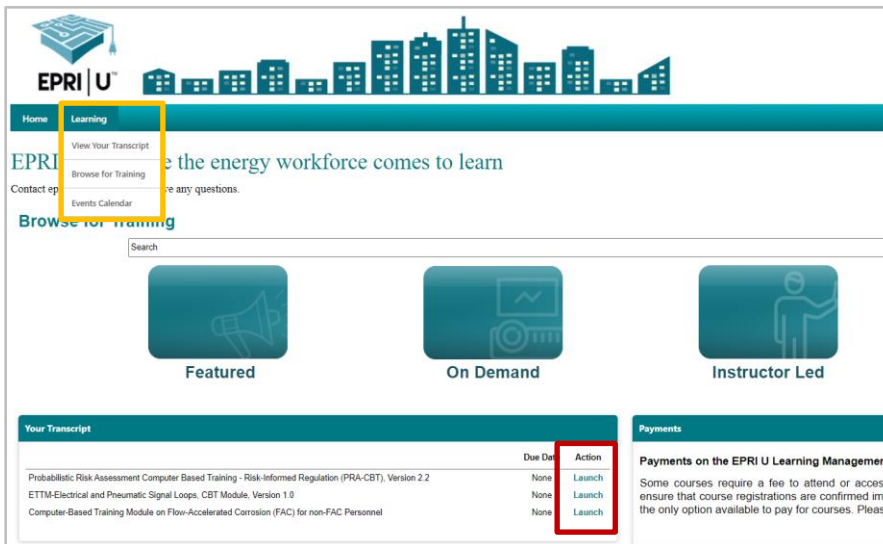 EPRI | U™
Home Learning
View Your Transcript
EPRI e the energy workforce comes to learn
Browse for Training
Contact ep ve any questions.
Events Calendar
Browse for Training
Search
Featured On Demand Instructor Led
Your Transcript
Due Dat Action
Probabilistic Risk Assessment Computer Based Training - Risk-Informed Regulation (PRA-CBT), Version 2.2 None Launch
ETTM-Electrical and Pneumatic Signal Loops, CBT Module, Version 1.0 None Launch
Computer-Based Training Module on Flow-Accelerated Corrosion (FAC) for non-FAC Personnel None Launch
Payments
Payments on the EPRI U Learning Managemen
Some courses require a fee to attend or acces
ensure that course registrations are confirmed im
the only option available to pay for courses. Pleas